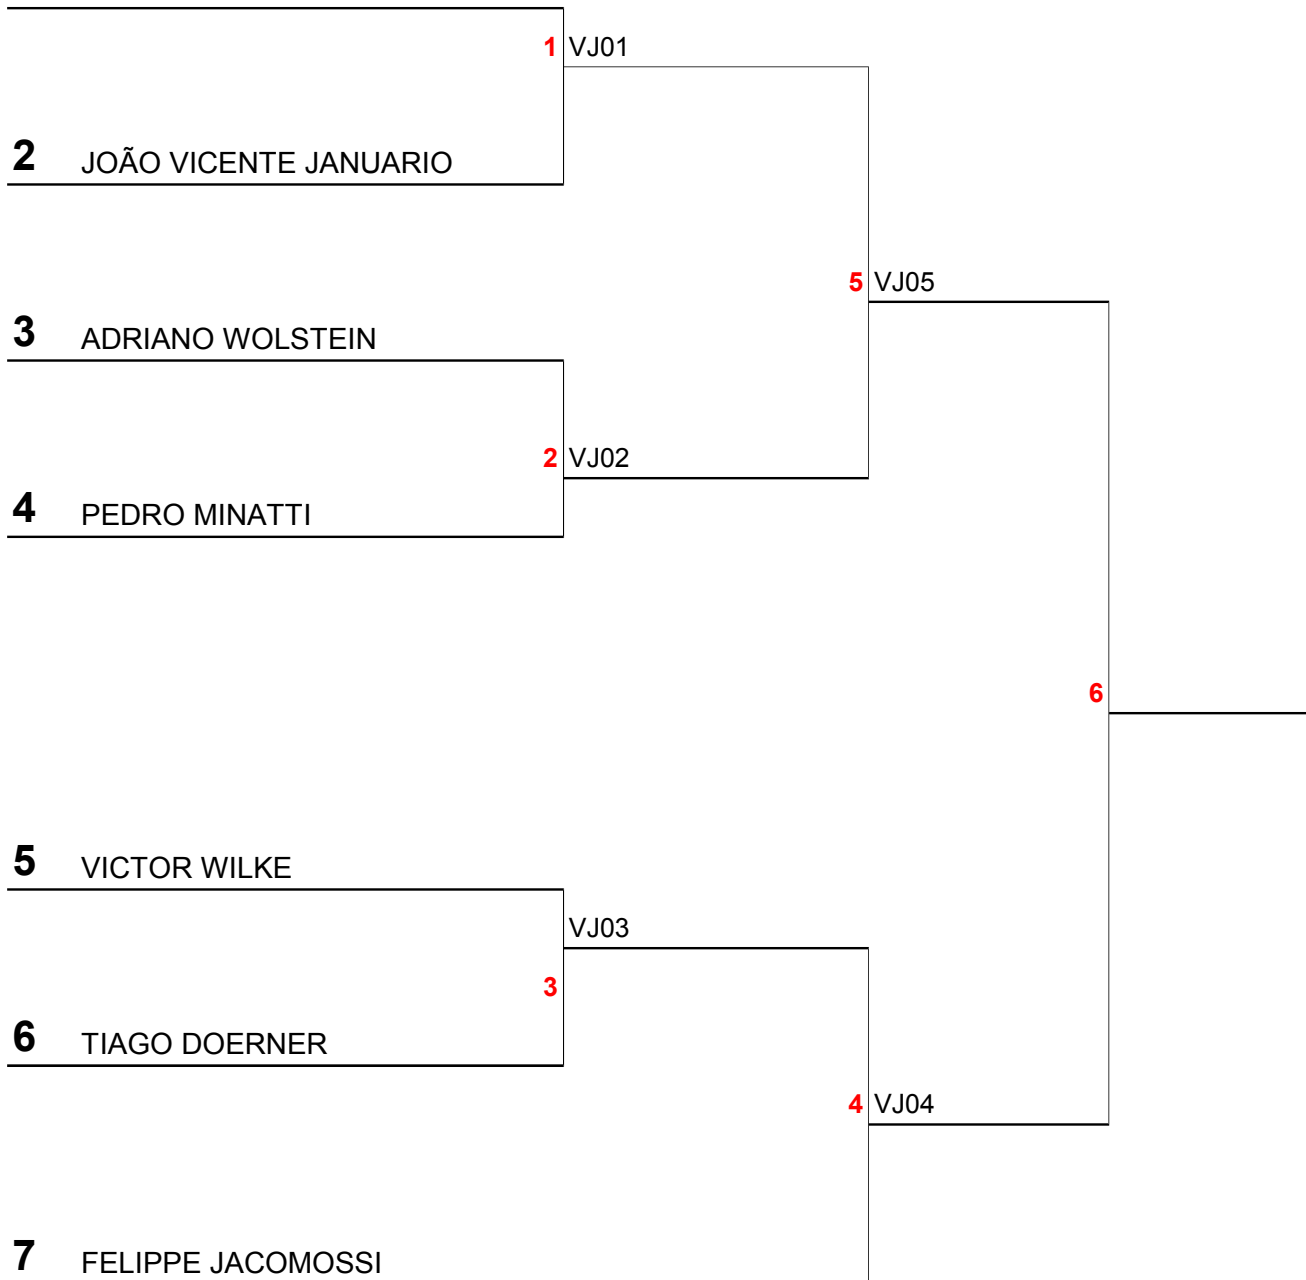 1 VJ01
2 JOÃO VICENTE JANUARIO
5 VJ05
3 ADRIANO WOLSTEIN
2 VJ02
4 PEDRO MINATTI
6
5 VICTOR WILKE
VJ03
3
6 TIAGO DOERNER
4 VJ04
7 FELIPPE JACOMOSSI